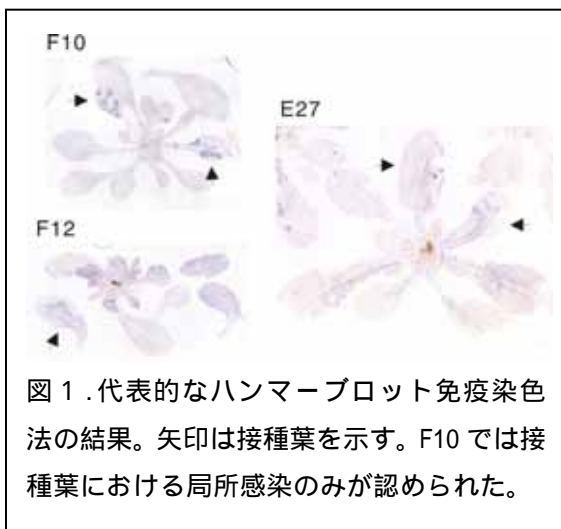 F10
E27
F12
図 1 .代表的なハンマーブロット免疫染色
法の結果。矢印は接種葉を示す。F10 では接
種葉における局所感染のみが認められた。